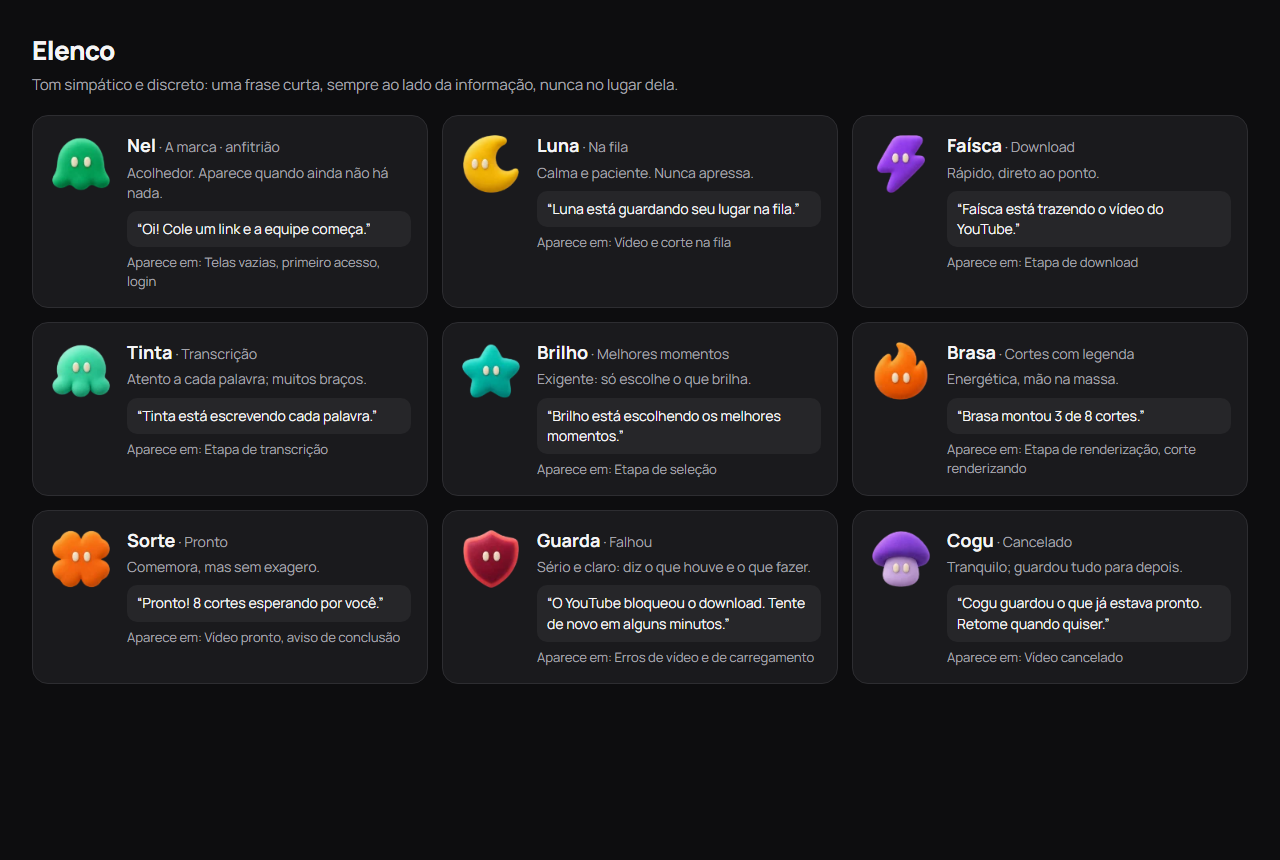 Elenco
Tom simpático e discreto: uma frase curta, sempre ao lado da informação, nunca no lugar dela.
Nel · A marca · anfitrião
Acolhedor. Aparece quando ainda não há
nada.
“Oi! Cole um link e a equipe começa.”
Aparece em: Telas vazias, primeiro acesso,
login
Luna · Na fila
Calma e paciente. Nunca apressa.
“Luna está guardando seu lugar na fila.”
Aparece em: Vídeo e corte na fila
Faísca · Download
Rápido, direto ao ponto.
“Faísca está trazendo o vídeo do
YouTube.”
Aparece em: Etapa de download
Tinta · Transcrição
Atento a cada palavra; muitos braços.
“Tinta está escrevendo cada palavra.”
Aparece em: Etapa de transcrição
Brilho · Melhores momentos
Exigente: só escolhe o que brilha.
“Brilho está escolhendo os melhores
momentos.”
Aparece em: Etapa de seleção
Brasa · Cortes com legenda
Energética, mão na massa.
“Brasa montou 3 de 8 cortes.”
Aparece em: Etapa de renderização, corte
renderizando
Sorte · Pronto
Comemora, mas sem exagero.
“Pronto! 8 cortes esperando por você.”
Aparece em: Vídeo pronto, aviso de conclusão
Guarda · Falhou
Sério e claro: diz o que houve e o que fazer.
“O YouTube bloqueou o download. Tente
de novo em alguns minutos.”
Aparece em: Erros de vídeo e de carregamento
Cogu · Cancelado
Tranquilo; guardou tudo para depois.
“Cogu guardou o que já estava pronto.
Retome quando quiser.”
Aparece em: Vídeo cancelado